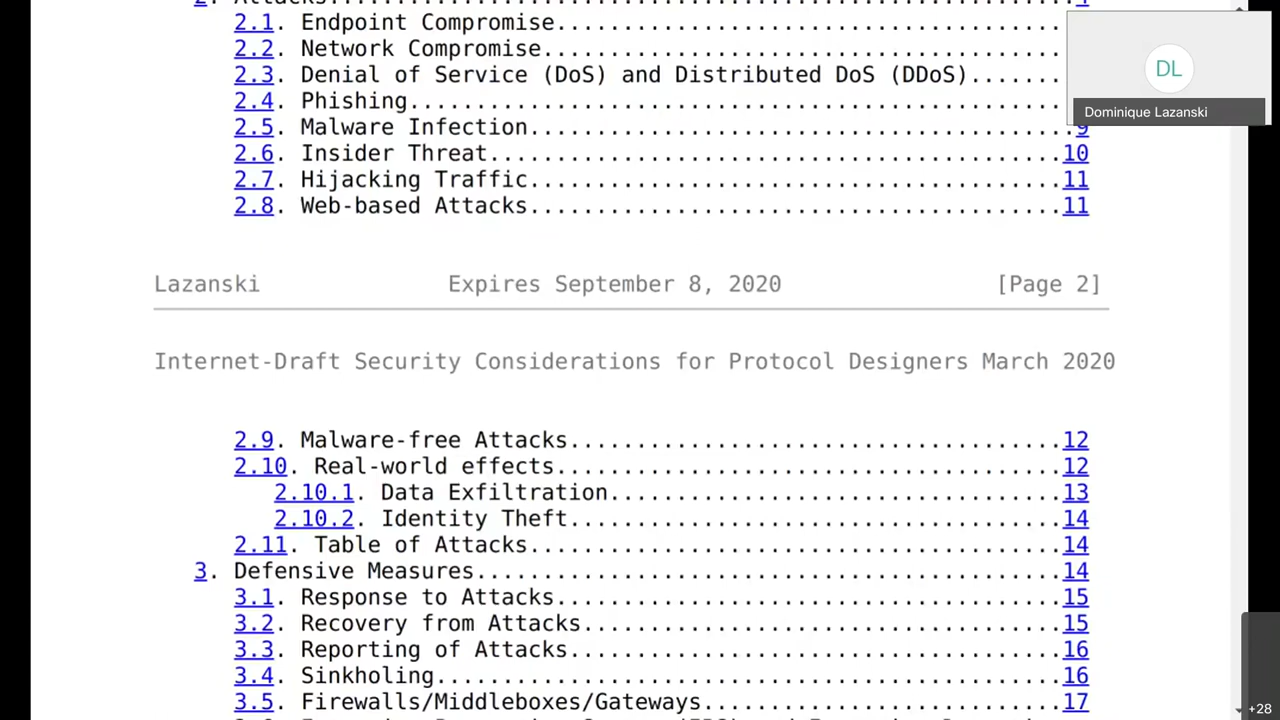 2. Attacks........................................................4
2.1. Endpoint Compromise......................................
2.2. Network Compromise.......................................
2.3. Denial of Service (DoS) and Distributed DoS (DDoS).......
2.4. Phishing.................................................
2.5. Malware Infection........................................9
2.6. Insider Threat...........................................10
2.7. Hijacking Traffic........................................11
2.8. Web-based Attacks........................................11
DL
Dominique Lazanski
Lazanski Expires September 8, 2020 [Page 2]
Internet-Draft Security Considerations for Protocol Designers March 2020
2.9. Malware-free Attacks.....................................12
2.10. Real-world effects......................................12
2.10.1. Data Exfiltration..................................13
2.10.2. Identity Theft.....................................14
2.11. Table of Attacks........................................14
3. Defensive Measures............................................14
3.1. Response to Attacks......................................15
3.2. Recovery from Attacks....................................15
3.3. Reporting of Attacks.....................................16
3.4. Sinkholing...............................................16
3.5. Firewalls/Middleboxes/Gateways...........................17
+28